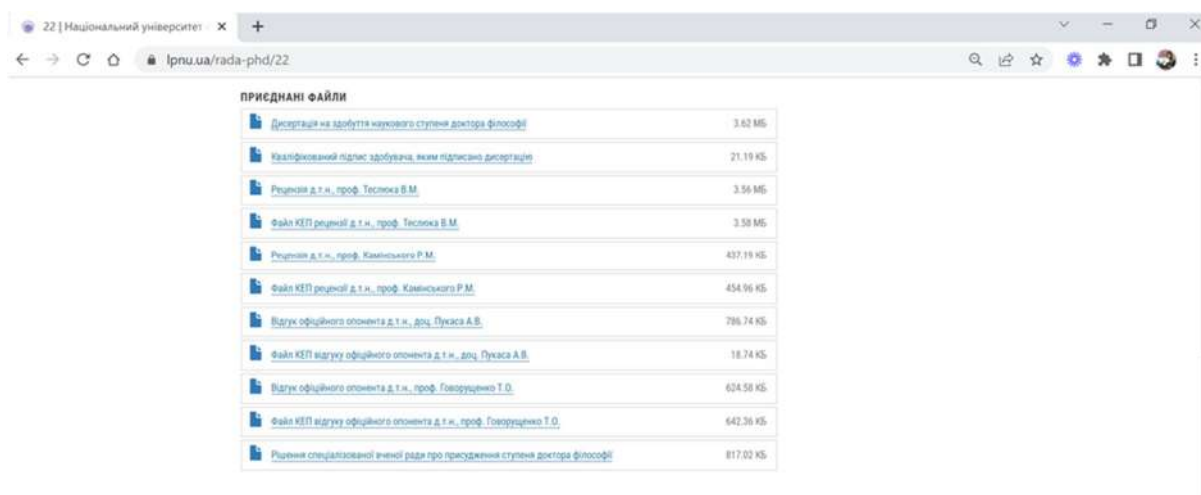 22 | Національний університет
lpnu.ua/rada-phd/22
ПРИЄДНАНІ ФАЙЛИ
Дисертація на здобуття наукового ступеня доктора філософії 3.62 МБ
Кваліфікований підпис здобувача, яким підписано дисертацію 21.19 КБ
Рецензія д.т.н., проф. Теслюка В.М. 3.56 МБ
Файл КЕП рецензії д.т.н., проф. Теслюка В.М. 3.58 МБ
Рецензія д.т.н., проф. Камінського Р.М. 437.19 КБ
Файл КЕП рецензії д.т.н., проф. Камінського Р.М. 454.96 КБ
Відгук офіційного опонента д.т.н., доц. Пукаса А.В. 786.74 КБ
Файл КЕП відгуку офіційного опонента д.т.н., доц. Пукаса А.В. 18.74 КБ
Відгук офіційного опонента д.т.н., проф. Говорущенко Т.О. 624.58 КБ
Файл КЕП відгуку офіційного опонента д.т.н., проф. Говорущенко Т.О. 642.36 КБ
Рішення спеціалізованої вченої ради про присудження ступеня доктора філософії 817.02 КБ